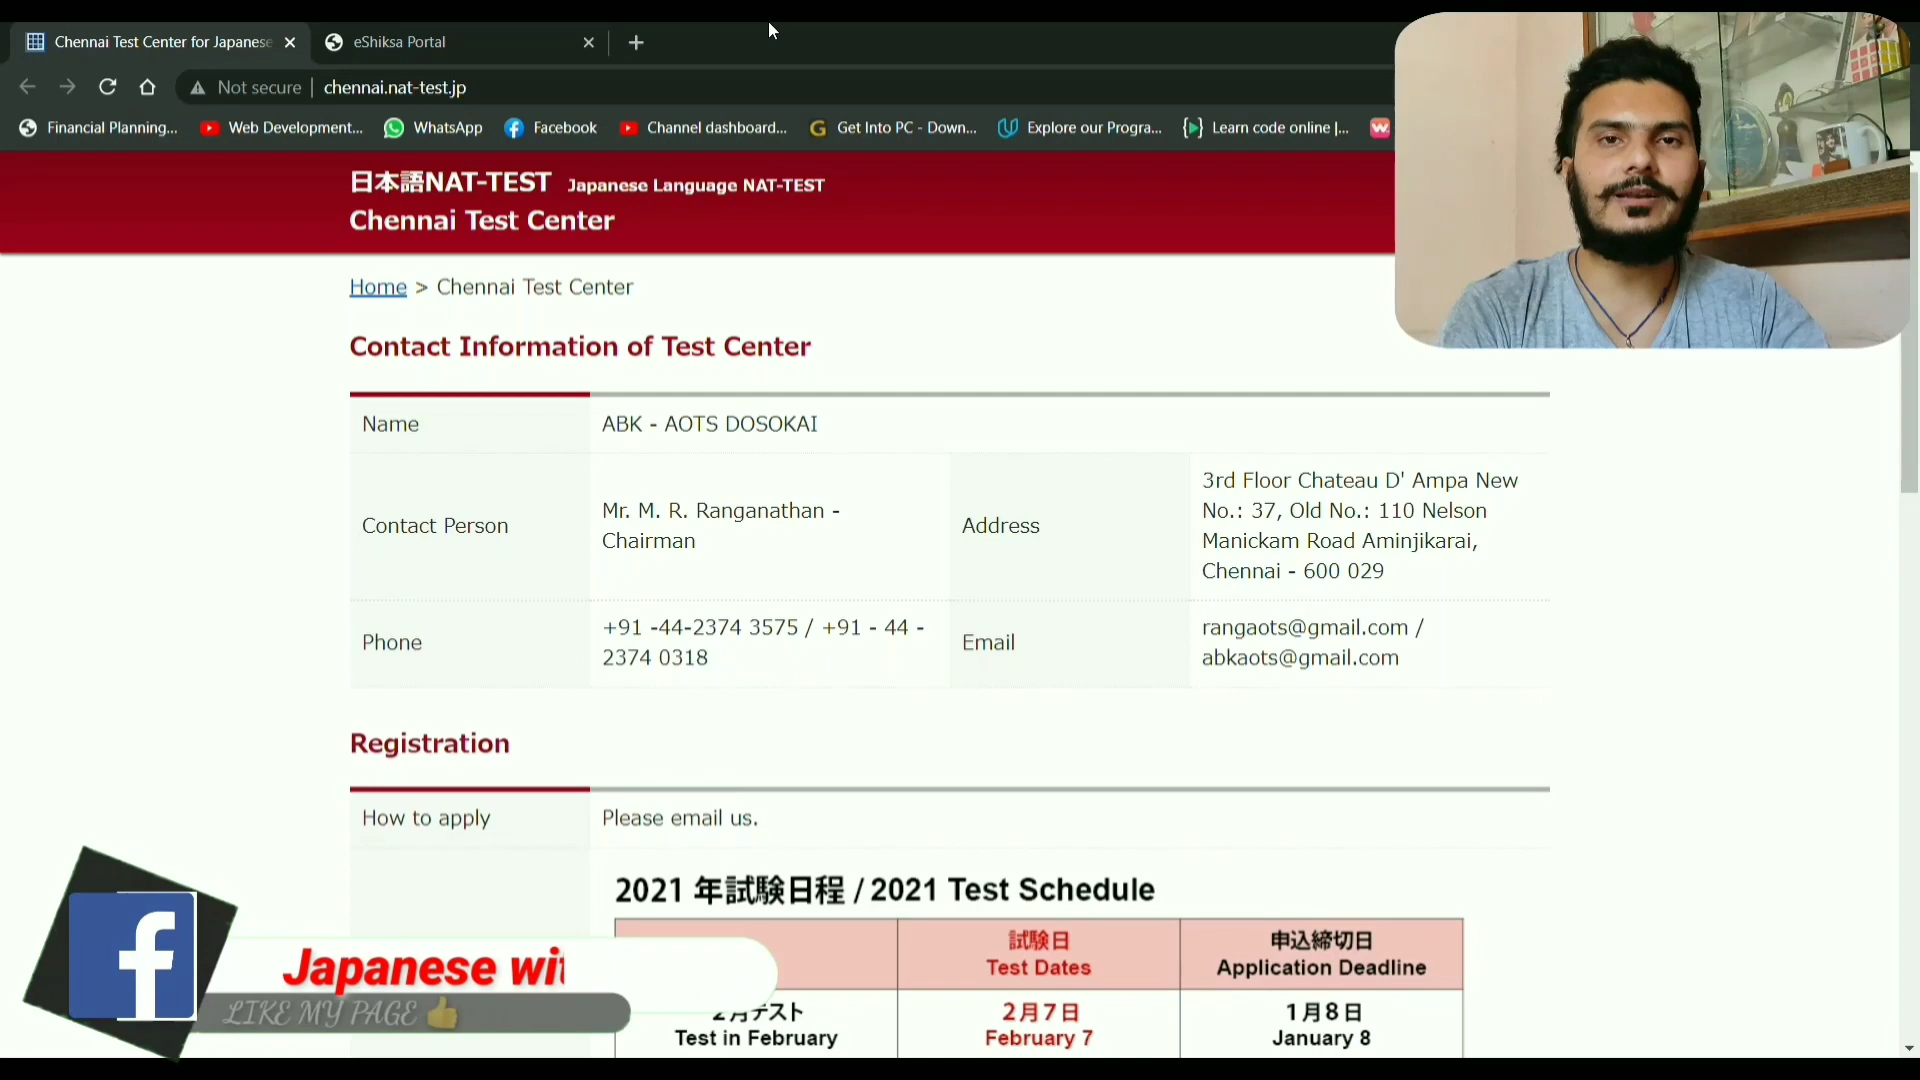 Chennai Test Center for Japanese
eShiksa Portal
Not secure
chennai.nat-test.jp
Financial Planning...
Web Development...
WhatsApp
Facebook
Channel dashboard...
Get Into PC - Down...
Explore our Progra...
Learn code online |...
日本語NAT-TEST Japanese Language NAT-TEST
Chennai Test Center
Home > Chennai Test Center
Contact Information of Test Center
Name
ABK - AOTS DOSOKAI
Contact Person
Mr. M. R. Ranganathan -
Chairman
Address
3rd Floor Chateau D' Ampa New
No.: 37, Old No.: 110 Nelson
Manickam Road Aminjikarai,
Chennai - 600 029
Phone
+91 -44-2374 3575 / +91 - 44 -
2374 0318
Email
rangaots@gmail.com /
abkaots@gmail.com
Registration
How to apply
Please email us.
2021 年試験日程 / 2021 Test Schedule
試験日
Test Dates
申込締切日
Application Deadline
2月テスト
Test in February
2月7日
February 7
1月8日
January 8
Japanese wit
LIKE MY PAGE